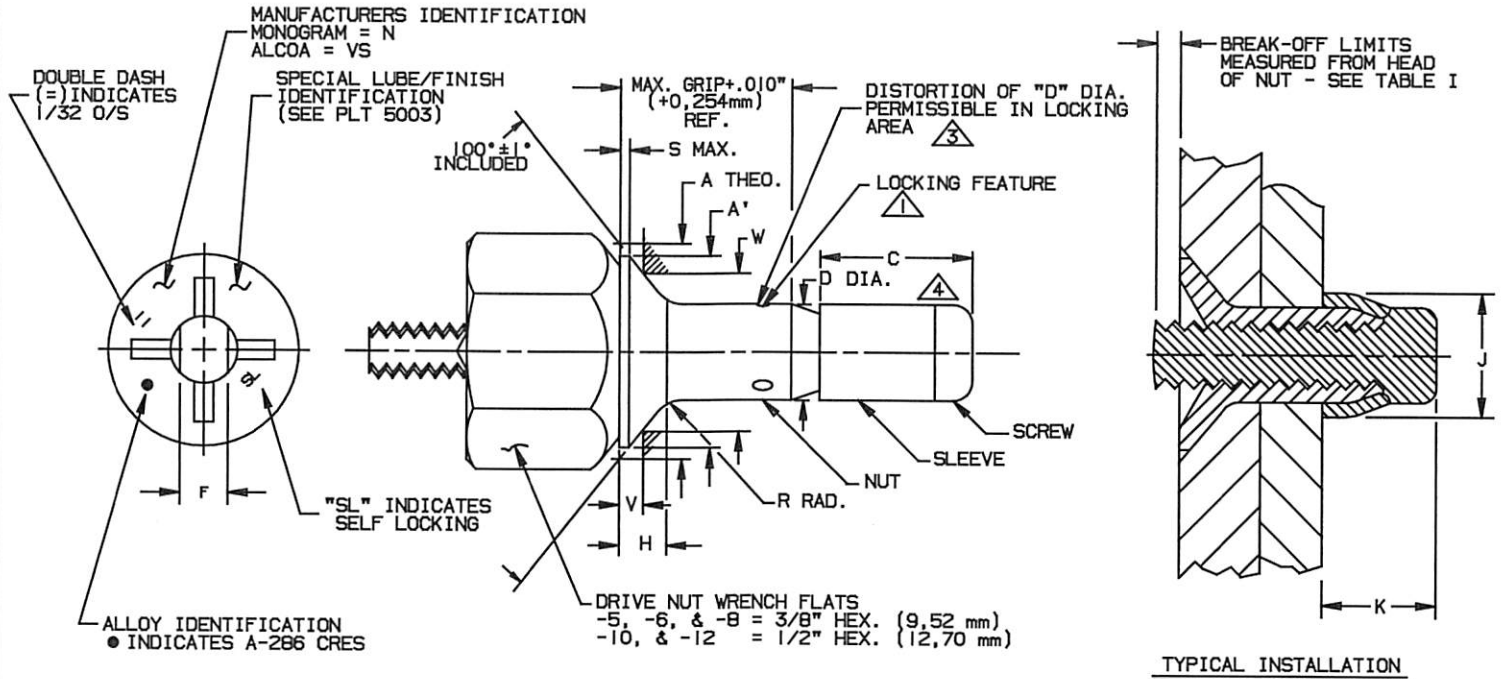 MANUFACTURERS IDENTIFICATION
MONOGRAM = N
ALCOA = VS
DOUBLE DASH
(=)INDICATES
1/32 O/S
SPECIAL LUBE/FINISH
IDENTIFICATION
(SEE PLT 5003)
=
SL
F
"SL" INDICATES
SELF LOCKING
ALLOY IDENTIFICATION
● INDICATES A-286 CRES
100°±1°
INCLUDED
MAX. GRIP+.010"
(+0,254mm)
REF.
S MAX.
A THEO.
A'
W
DISTORTION OF "D" DIA.
PERMISSIBLE IN LOCKING
AREA 3
LOCKING FEATURE
1
C
D DIA.
4
SCREW
SLEEVE
NUT
R RAD.
V
H
DRIVE NUT WRENCH FLATS
-5, -6, & -8 = 3/8" HEX. (9,52 mm)
-10, & -12 = 1/2" HEX. (12,70 mm)
BREAK-OFF LIMITS
MEASURED FROM HEAD
OF NUT - SEE TABLE I
J
K
TYPICAL INSTALLATION